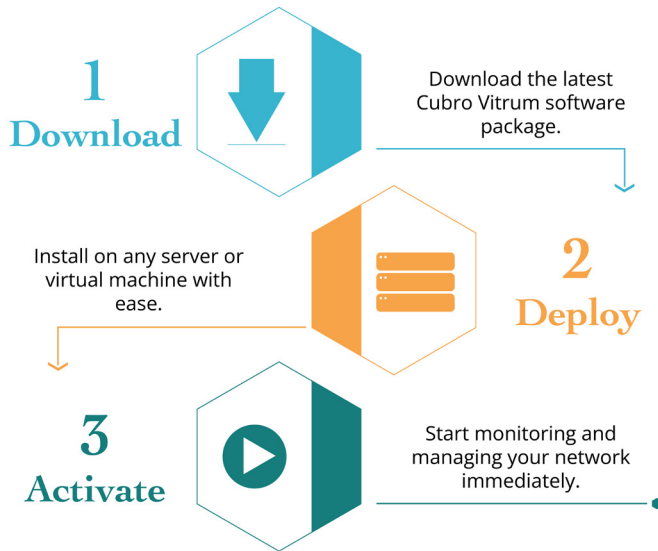 1
Download
Download the latest
Cubro Vitrum software
package.
Install on any server or
virtual machine with
ease.
2
Deploy
3
Activate
Start monitoring and
managing your network
immediately.